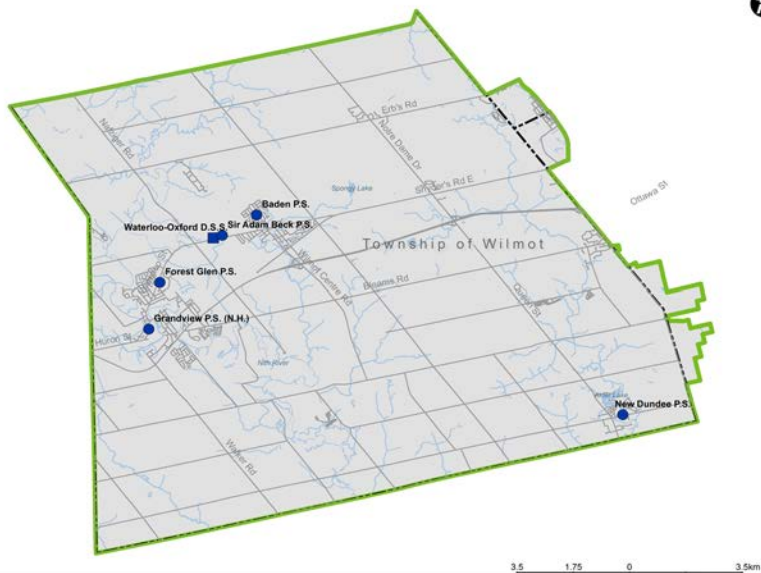 Erb's Rd
Nafziger Rd
Notre Dame Dr
Snyder's Rd E
Spongy Lake
Ottawa St
Baden P.S.
Waterloo-Oxford D.S.S.
Sir Adam Beck P.S.
Township of Wilmot
Forest Glen P.S.
Wilmot Centre Rd
Bleams Rd
Queen St
Grandview P.S. (N.H.)
Huron St
Nith River
New Dundee P.S.
Walker Rd
3.5 1.75 0 3.5km